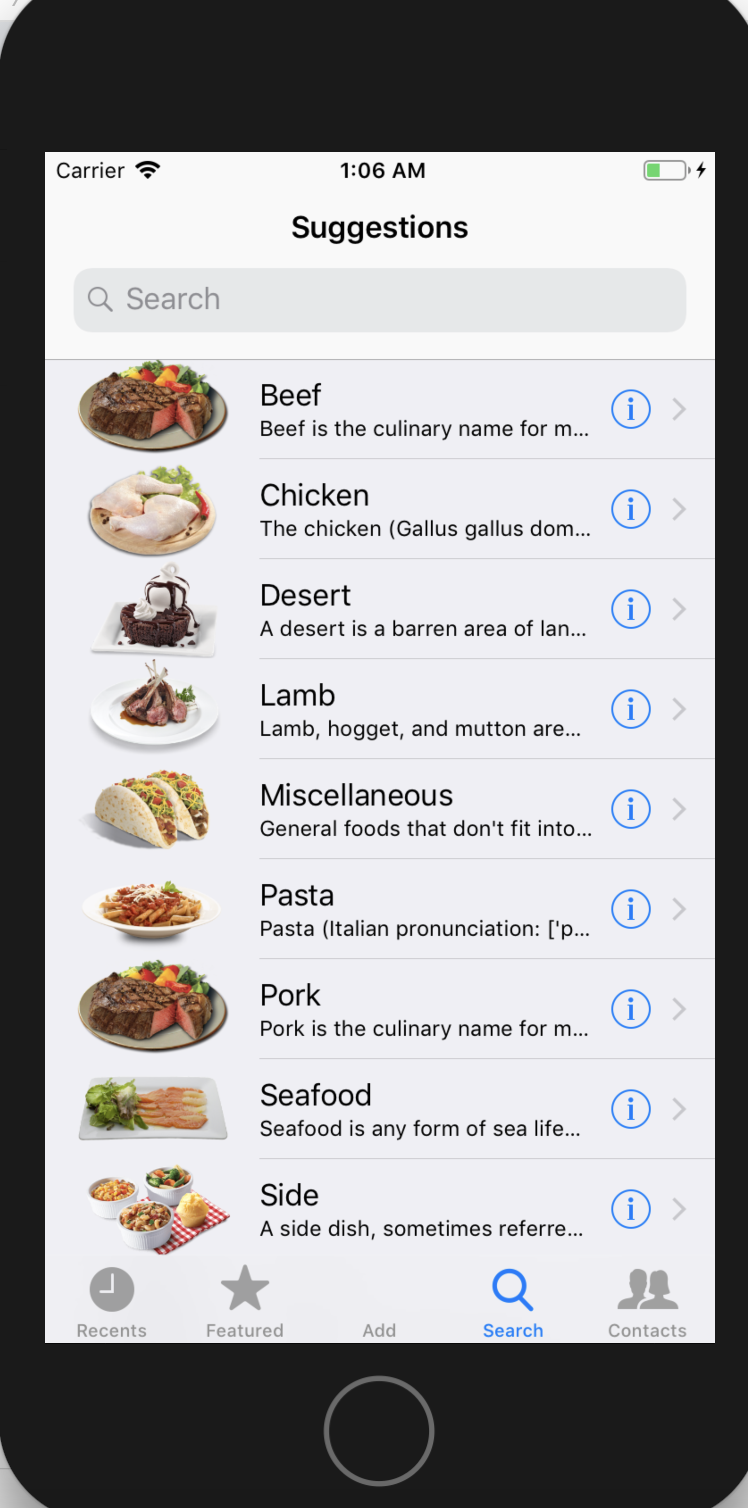 Carrier 1:06 AM
Suggestions
Search
Beef
Beef is the culinary name for m...
Chicken
The chicken (Gallus gallus dom...
Desert
A desert is a barren area of lan...
Lamb
Lamb, hogget, and mutton are...
Miscellaneous
General foods that don't fit into...
Pasta
Pasta (Italian pronunciation: ['p...
Pork
Pork is the culinary name for m...
Seafood
Seafood is any form of sea life...
Side
A side dish, sometimes referre...
Recents Featured Add Search Contacts